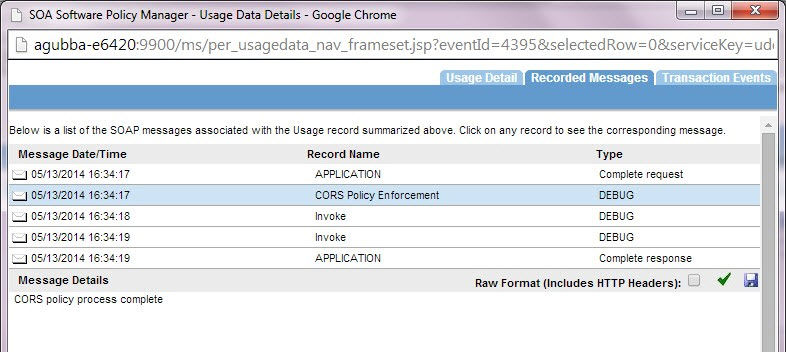 SOA Software Policy Manager - Usage Data Details - Google Chrome
agubba-e6420:9900/ms/per_usagedata_nav_frameset.jsp?eventId=4395&selectedRow=0&serviceKey=udd
Usage Detail Recorded Messages Transaction Events
Below is a list of the SOAP messages associated with the Usage record summarized above. Click on any record to see the corresponding message.
Message Date/Time Record Name Type
05/13/2014 16:34:17 APPLICATION Complete request
05/13/2014 16:34:17 CORS Policy Enforcement DEBUG
05/13/2014 16:34:18 Invoke DEBUG
05/13/2014 16:34:19 Invoke DEBUG
05/13/2014 16:34:19 APPLICATION Complete response
Message Details Raw Format (Includes HTTP Headers):
CORS policy process complete